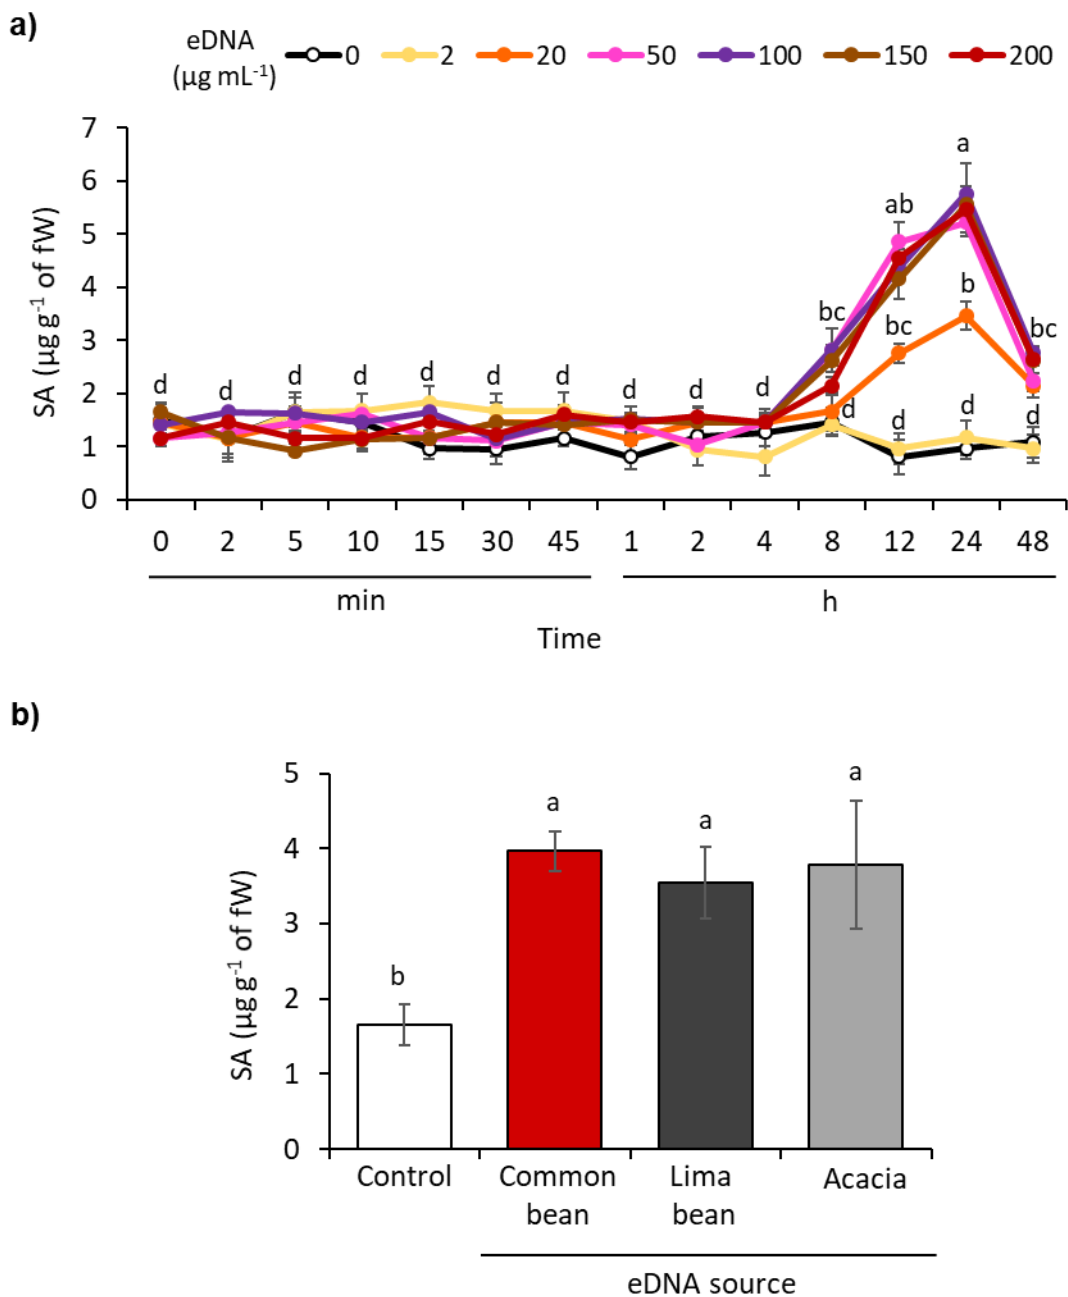 a)
eDNA
(µg mL-1)
0 2 20 50 100 150 200
7
6
5
4
3
2
1
0
SA (µg g-1 of fW)
d d d d d d d d d d bc d ab bc d a b d bc d
0 2 5 10 15 30 45 1 2 4 8 12 24 48
min h
Time
b)
5
4
3
2
1
0
SA (µg g-1 of fW)
b a a a
Control Common bean Lima bean Acacia
eDNA source